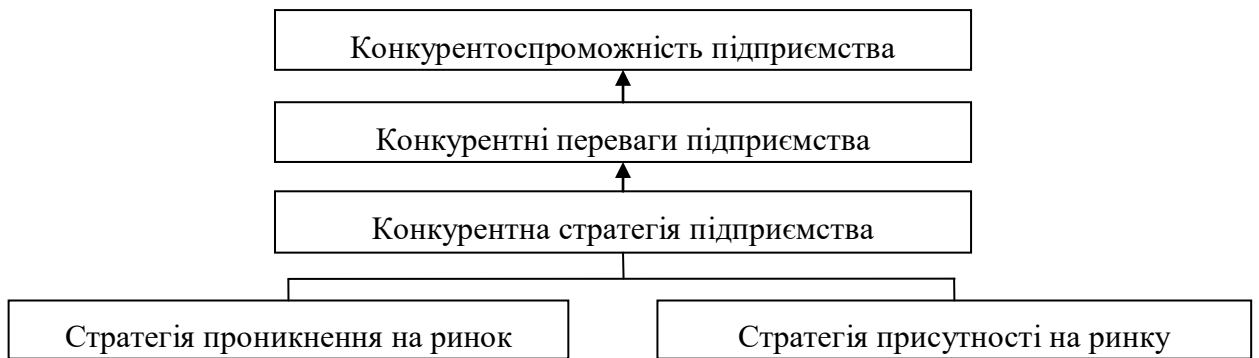 Конкурентоспроможність підприємства
Конкурентні переваги підприємства
Конкурентна стратегія підприємства
Стратегія проникнення на ринок
Стратегія присутності на ринку